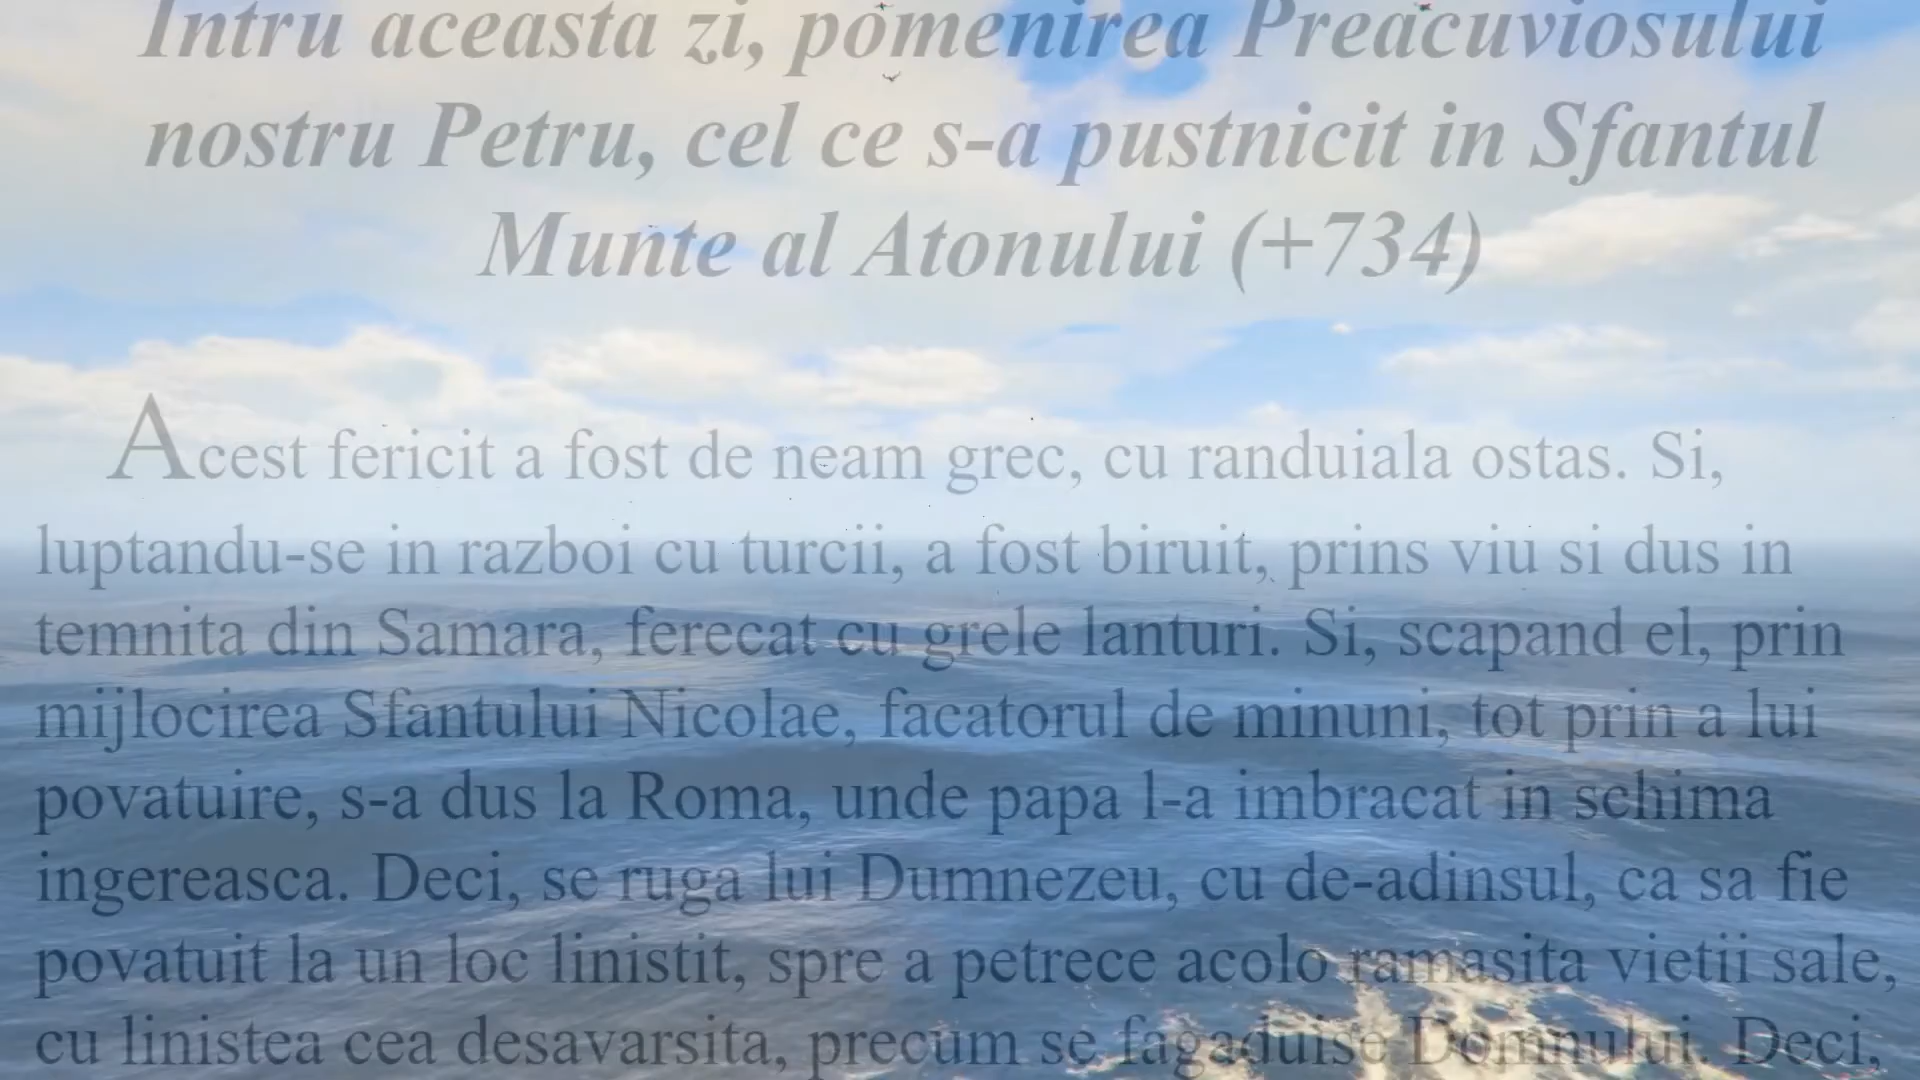 Intru aceasta zi, pomenirea Preacuviosului
nostru Petru, cel ce s-a pustnicit in Sfantul
Munte al Atonului (+734)
Acest fericit a fost de neam grec, cu randuiala ostas. Si,
luptandu-se in razboi cu turcii, a fost biruit, prins viu si dus in
temnita din Samara, ferecat cu grele lanturi. Si, scapand el, prin
mijlocirea Sfantului Nicolae, facatorul de minuni, tot prin a lui
povatuire, s-a dus la Roma, unde papa l-a imbracat in schima
ingereasca. Deci, se ruga lui Dumnezeu, cu de-adinsul, ca sa fie
povatuit la un loc linistit, spre a petrece acolo ramasita vietii sale,
cu linistea cea desavarsita, precum se fagaduise Domnului. Deci,